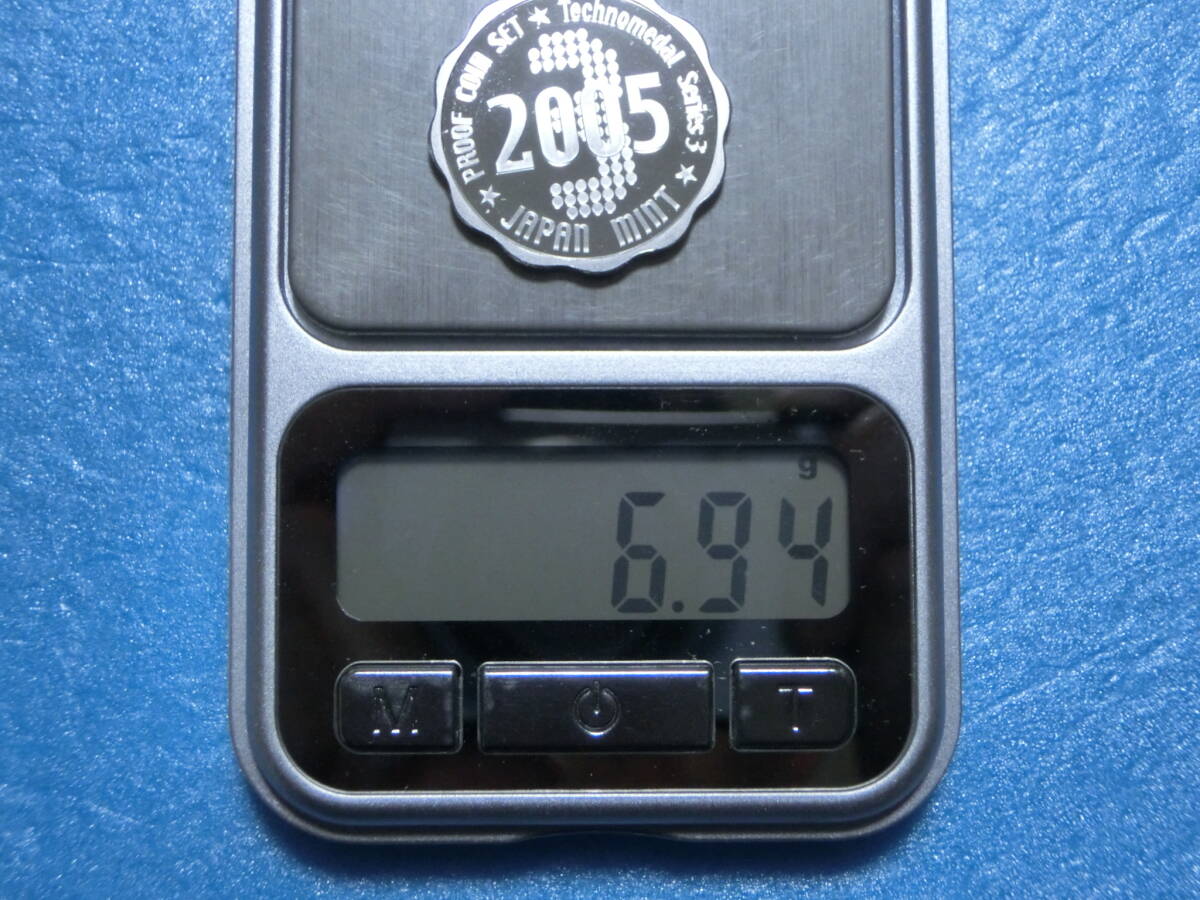 ★ PROOF COIN SET ★ Technomedal Series 3 ★
2005
JAPAN MINT
g
6.94
M
T